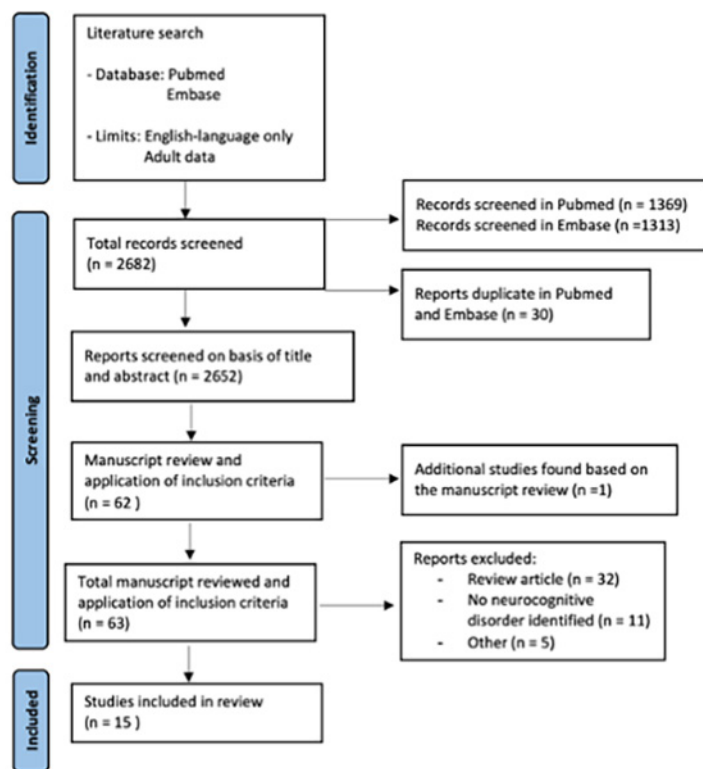 Identification
Literature search
- Database: Pubmed
Embase
- Limits: English-language only
Adult data
Records screened in Pubmed (n = 1369)
Records screened in Embase (n =1313)
Screening
Total records screened
(n = 2682)
Reports duplicate in Pubmed
and Embase (n = 30)
Reports screened on basis of title
and abstract (n = 2652)
Manuscript review and
application of inclusion criteria
(n = 62 )
Additional studies found based on
the manuscript review (n =1)
Total manuscript reviewed and
application of inclusion criteria
(n = 63)
Reports excluded:
- Review article (n = 32)
- No neurocognitive
disorder identified (n = 11)
- Other (n = 5)
Included
Studies included in review
(n = 15 )